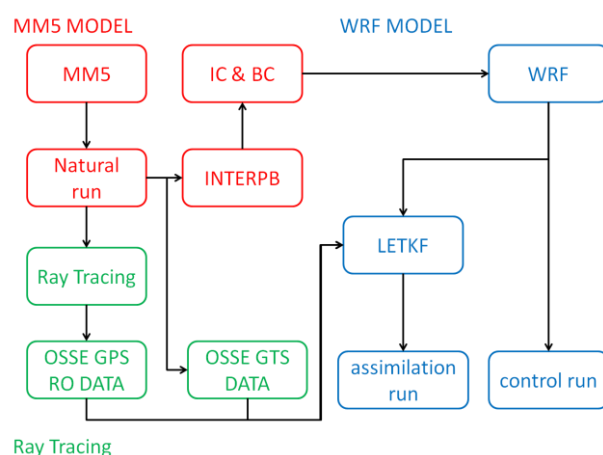 MM5 MODEL
WRF MODEL
MM5
IC & BC
WRF
Natural
run
INTERPB
LETKF
Ray Tracing
OSSE GPS
RO DATA
OSSE GTS
DATA
assimilation
run
control run
Ray Tracing